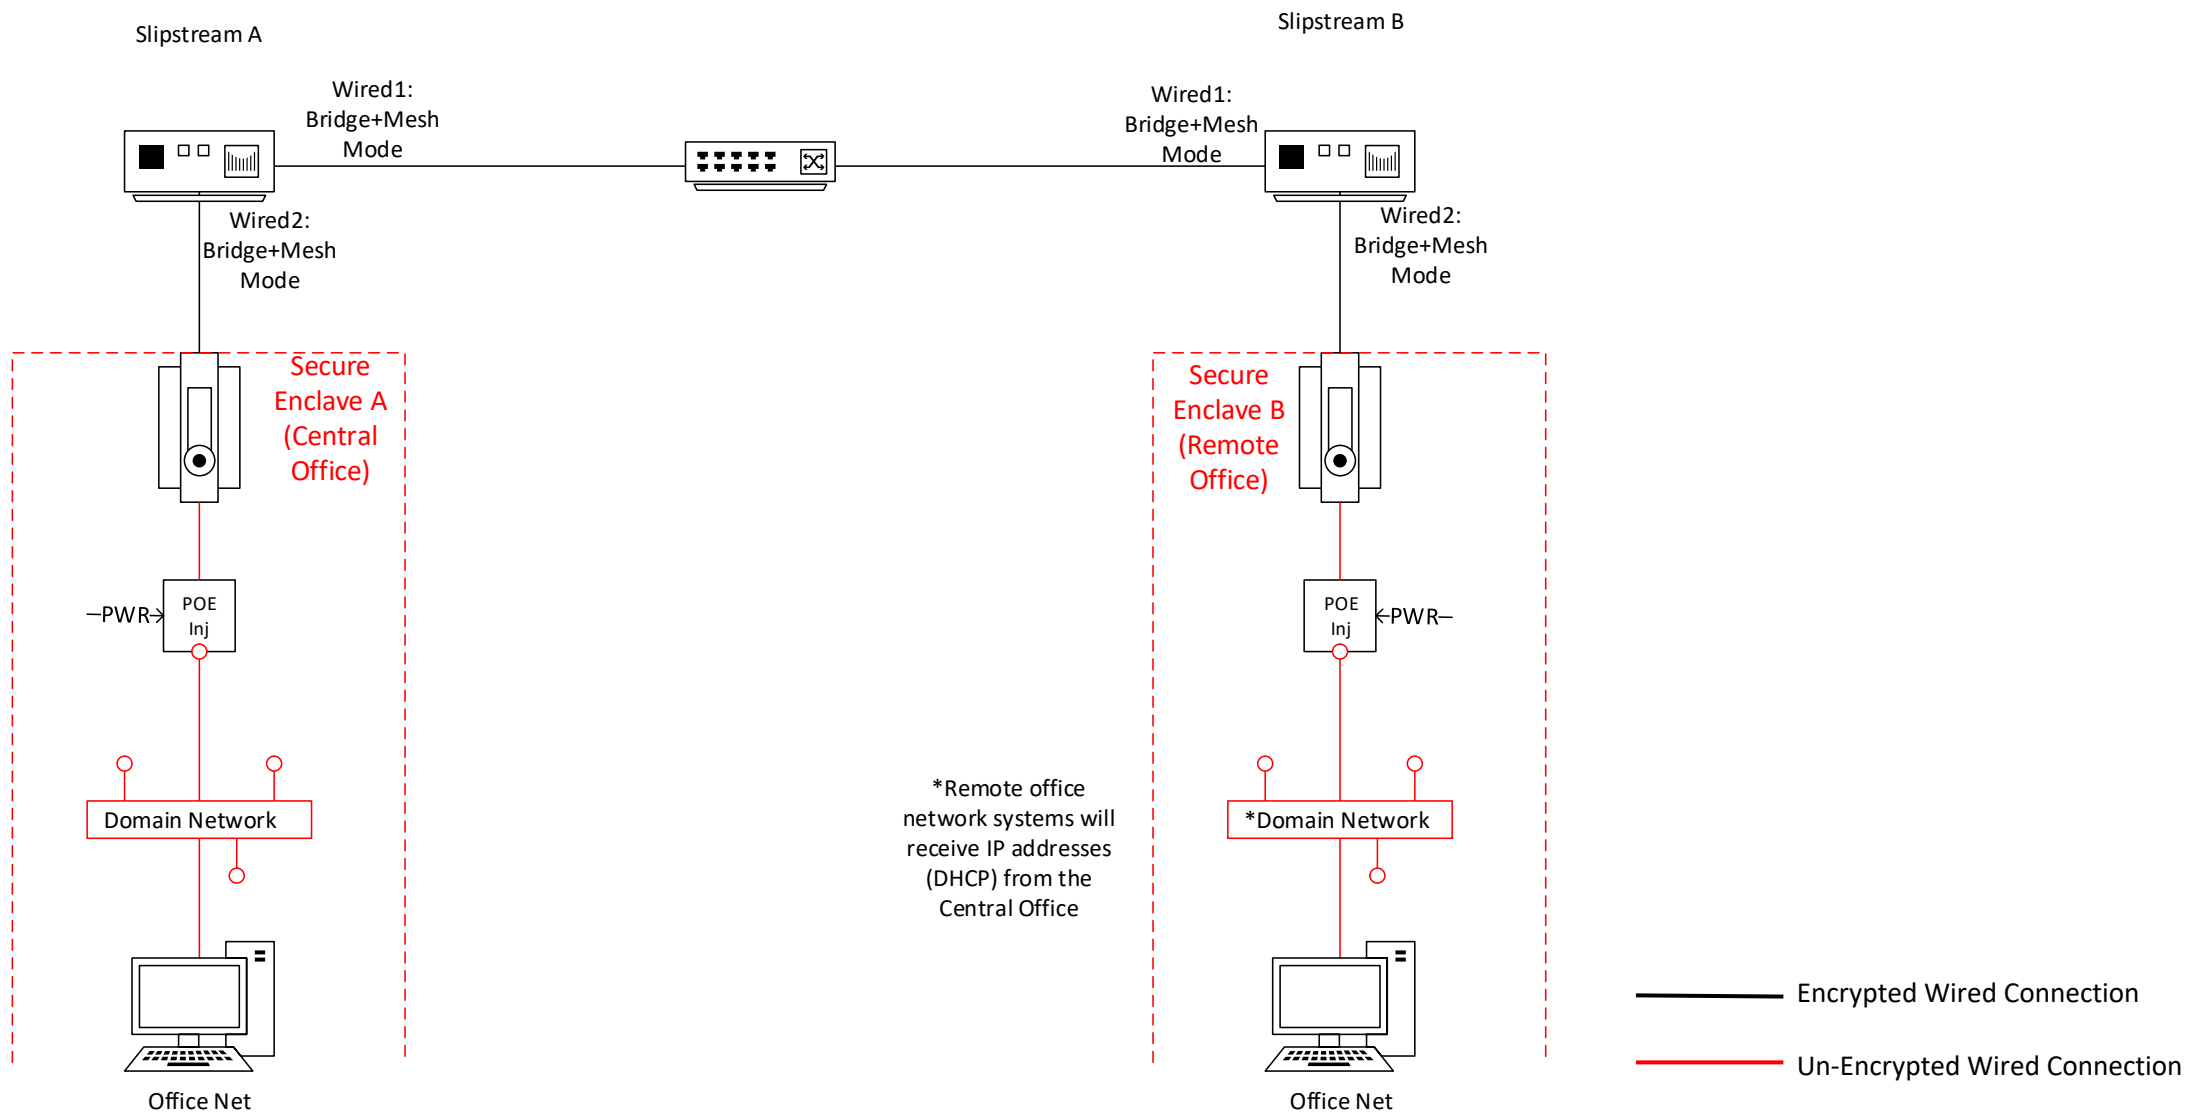 Slipstream A
Slipstream B
Wired1:
Bridge+Mesh
Mode
Wired1:
Bridge+Mesh
Mode
Wired2:
Bridge+Mesh
Mode
Wired2:
Bridge+Mesh
Mode
Secure
Enclave A
(Central
Office)
Secure
Enclave B
(Remote
Office)
PWR
POE
Inj
POE
Inj
PWR
Domain Network
*Remote office
network systems will
receive IP addresses
(DHCP) from the
Central Office
*Domain Network
Encrypted Wired Connection
Un-Encrypted Wired Connection
Office Net
Office Net